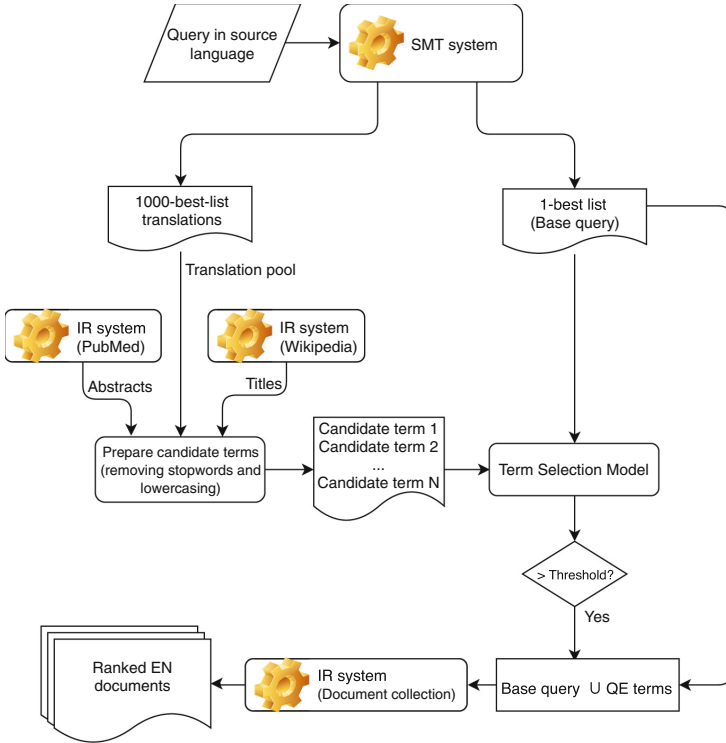 Query in source
language
SMT system
1000-best-list
translations
1-best list
(Base query)
Translation pool
IR system
(PubMed)
IR system
(Wikipedia)
Abstracts
Titles
Prepare candidate terms
(removing stopwords and
lowercasing)
Candidate term 1
Candidate term 2
...
Candidate term N
Term Selection Model
> Threshold?
Yes
Base query ∪ QE terms
IR system
(Document collection)
Ranked EN
documents